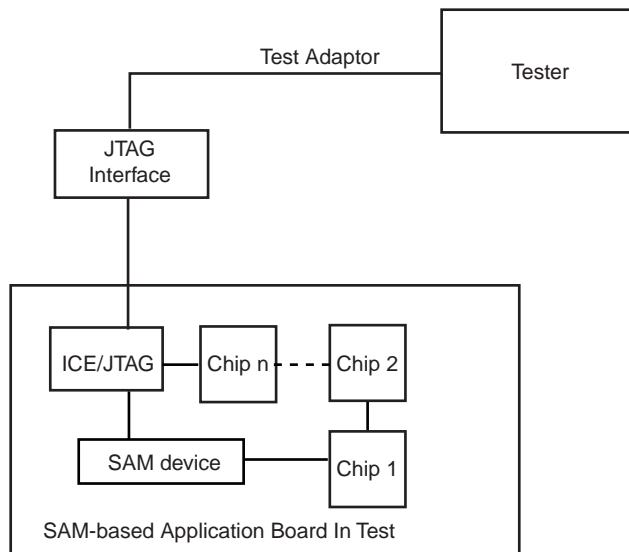 Test Adaptor
Tester
JTAG
Interface
ICE/JTAG
Chip n
Chip 2
SAM device
Chip 1
SAM-based Application Board In Test